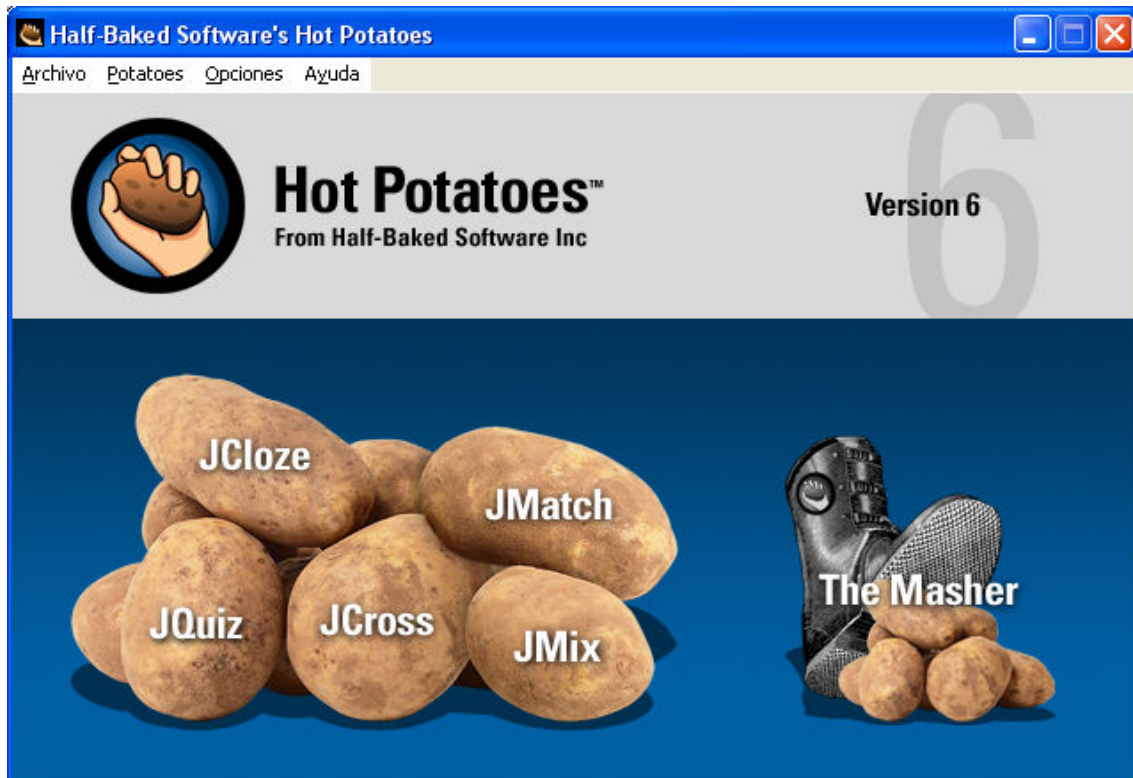 Half-Baked Software's Hot Potatoes
Archivo Potatoes Opciones Ayuda
6
Hot Potatoes™
Version 6
From Half-Baked Software Inc
JCloze
JMatch
JQuiz
JCross
JMix
The Masher